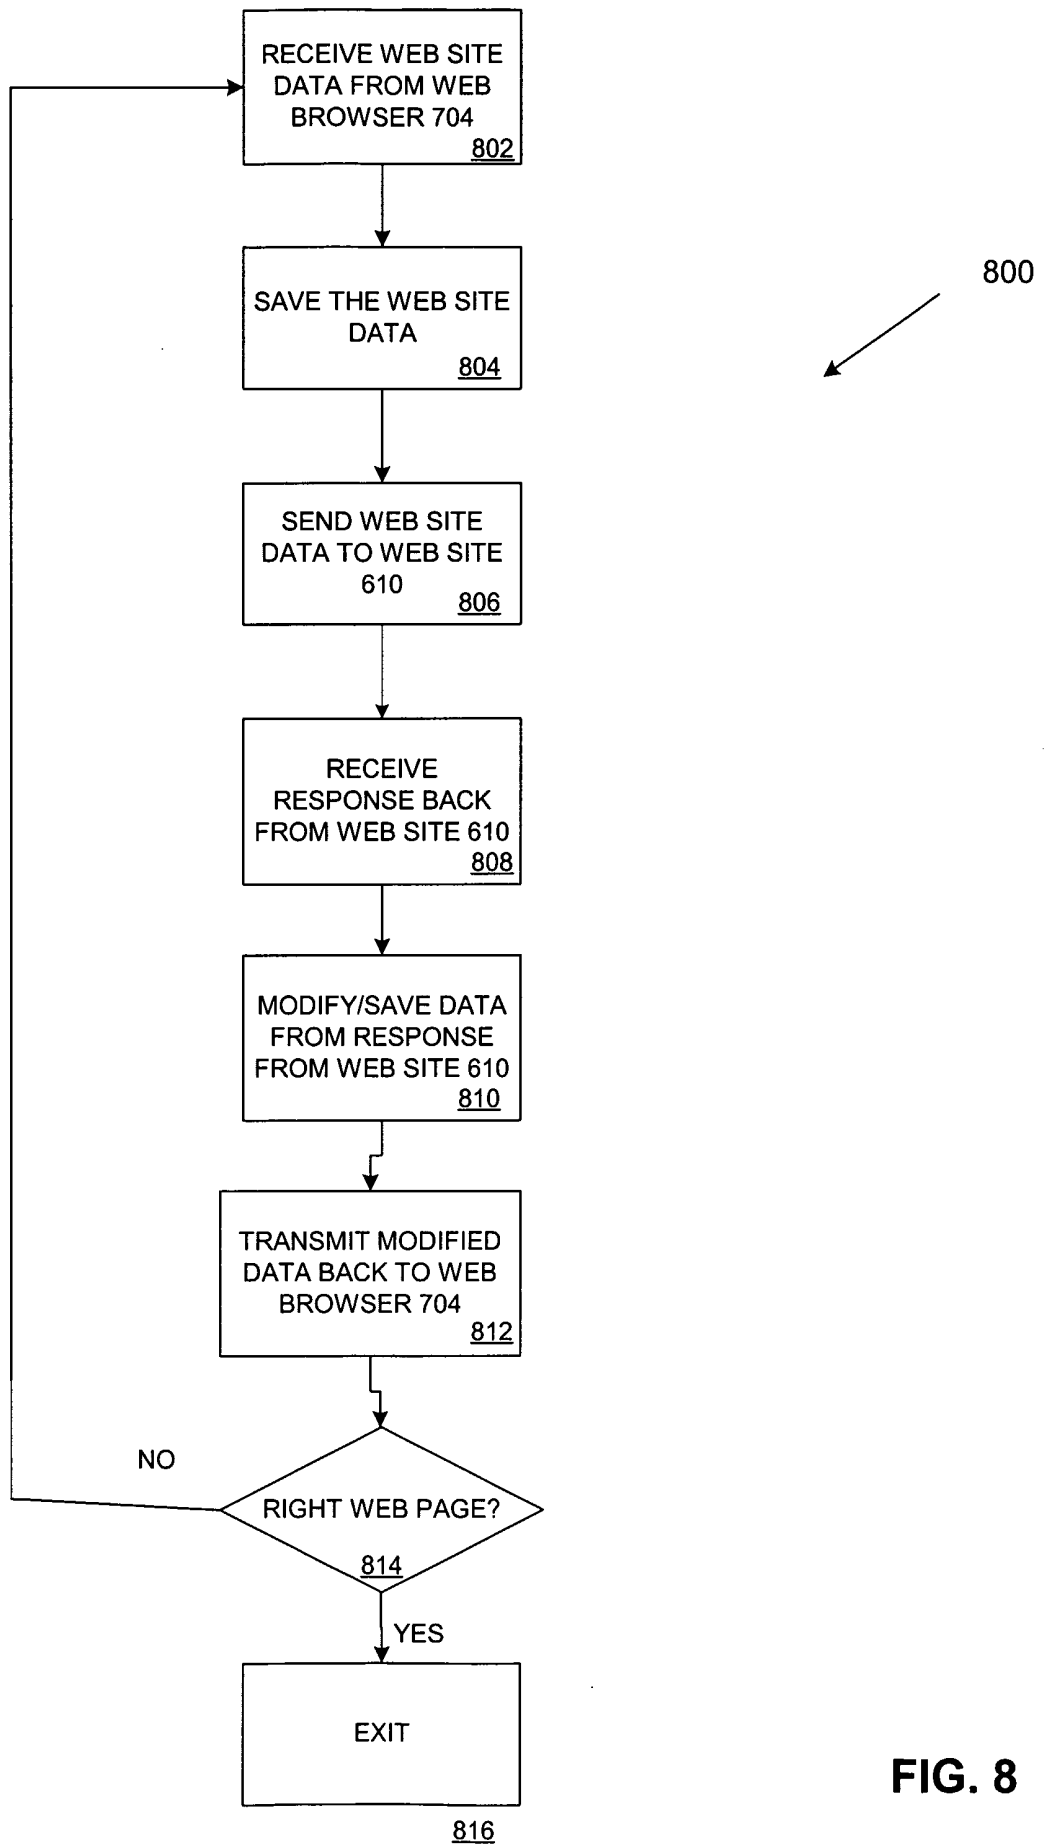 RECEIVE WEB SITE
DATA FROM WEB
BROWSER 704
802
800
SAVE THE WEB SITE
DATA
804
SEND WEB SITE
DATA TO WEB SITE
610
806
RECEIVE
RESPONSE BACK
FROM WEB SITE 610
808
MODIFY/SAVE DATA
FROM RESPONSE
FROM WEB SITE 610
810
TRANSMIT MODIFIED
DATA BACK TO WEB
BROWSER 704
812
NO
RIGHT WEB PAGE?
814
YES
EXIT
816
FIG. 8